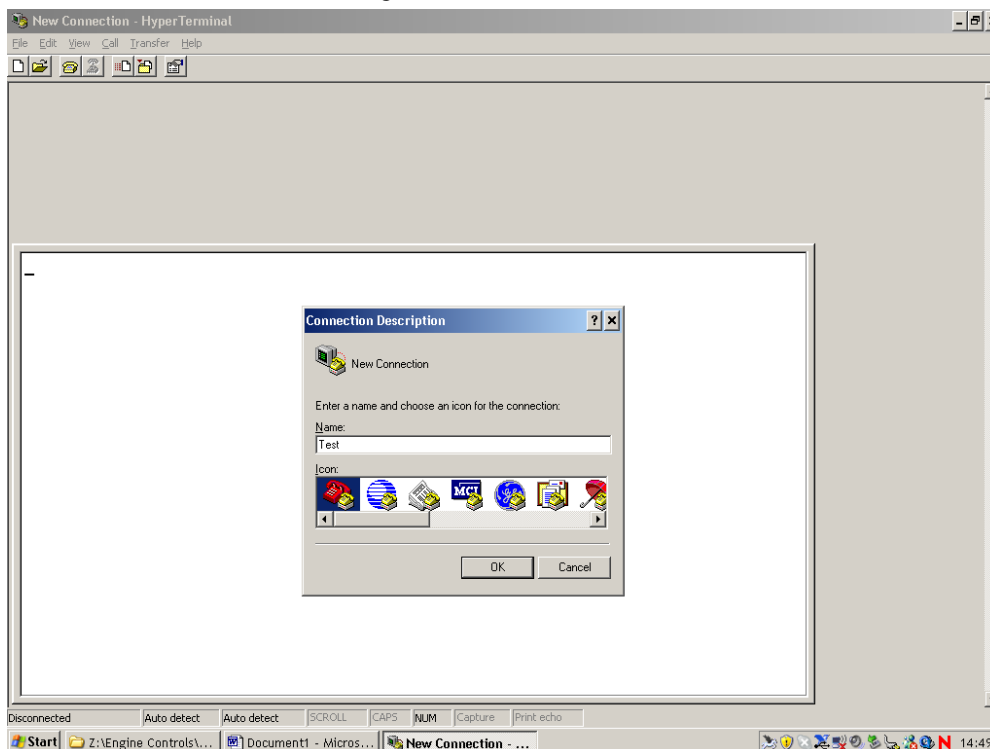 New Connection - HyperTerminal
File Edit View Call Transfer Help
Connection Description
New Connection
Enter a name and choose an icon for the connection:
Name:
Test
Icon:
MCI
OK Cancel
Disconnected Auto detect Auto detect SCROLL CAPS NUM Capture Print echo
Start Z:\Engine Controls\... Document1 - Micros... New Connection - ... N 14:49